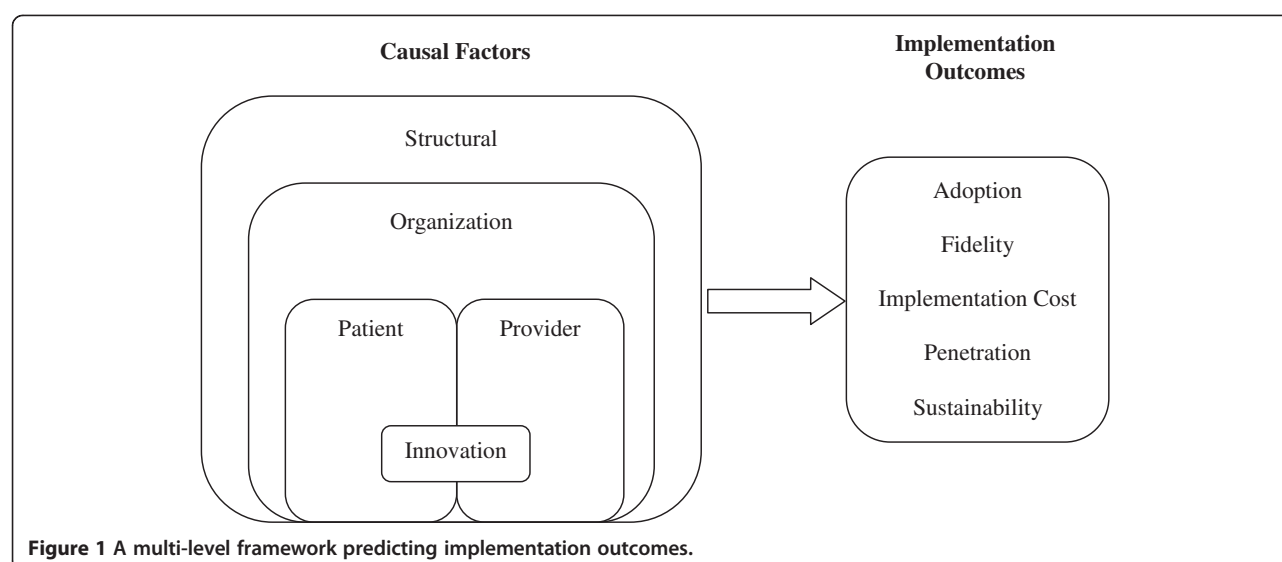 Causal Factors
Implementation
Outcomes
Structural
Organization
Patient
Provider
Innovation
Adoption
Fidelity
Implementation Cost
Penetration
Sustainability
Figure 1 A multi-level framework predicting implementation outcomes.